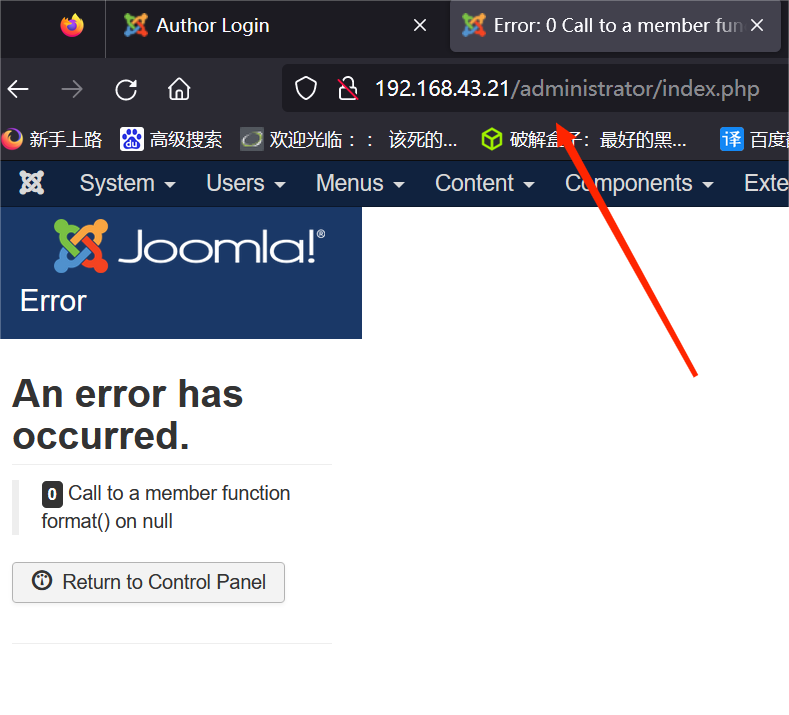 Author Login
Error: 0 Call to a member fun
192.168.43.21/administrator/index.php
新手上路 高级搜索 欢迎光临：： 该死的... 破解盒子：最好的黑... 译 百度
System Users Menus Content Components Exte
Joomla!®
Error
An error has
occurred.
0 Call to a member function
format() on null
Return to Control Panel